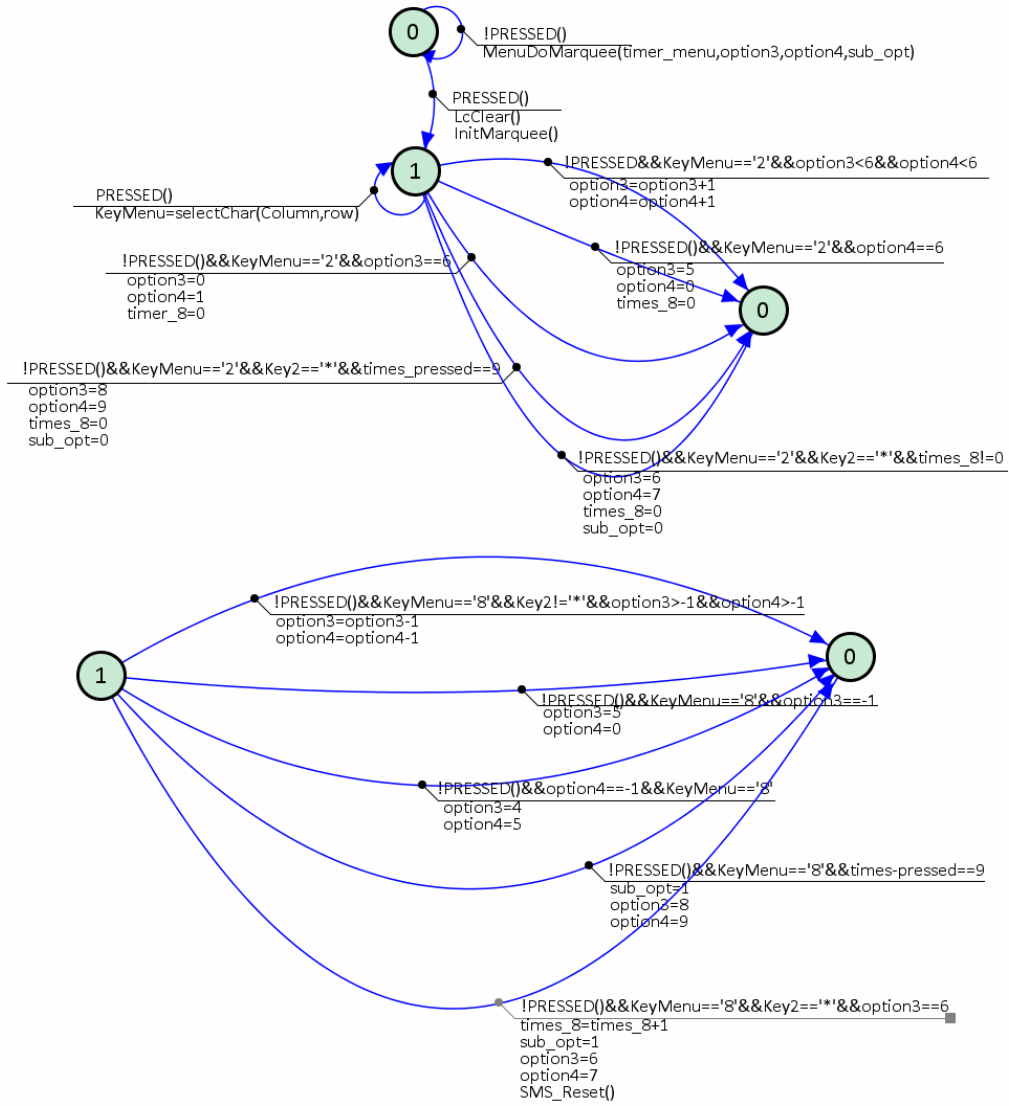 0
!PRESSED()
MenuDoMarquee(timer_menu,option3,option4,sub_opt)
PRESSED()
LcClear()
InitMarquee()
1
!PRESSED&&KeyMenu=='2'&&option3<6&&option4<6
option3=option3+1
option4=option4+1
PRESSED()
KeyMenu=selectChar(Column,row)
!PRESSED()&&KeyMenu=='2'&&option4==6
option3=5
option4=0
times_8=0
!PRESSED()&&KeyMenu=='2'&&option3==6
option3=0
option4=1
timer_8=0
0
!PRESSED()&&KeyMenu=='2'&&Key2=='*'&&times_pressed==9
option3=8
option4=9
times_8=0
sub_opt=0
!PRESSED()&&KeyMenu=='2'&&Key2=='*'&&times_8!=0
option3=6
option4=7
times_8=0
sub_opt=0
!PRESSED()&&KeyMenu=='8'&&Key2!='*'&&option3>-1&&option4>-1
option3=option3-1
option4=option4-1
0
1
!PRESSED()&&KeyMenu=='8'&&option3==-1
option3=5
option4=0
!PRESSED()&&option4==-1&&KeyMenu=='8'
option3=4
option4=5
!PRESSED()&&KeyMenu=='8'&&times-pressed==9
sub_opt=1
option3=8
option4=9
!PRESSED()&&KeyMenu=='8'&&Key2=='*'&&option3==6
times_8=times_8+1
sub_opt=1
option3=6
option4=7
SMS_Reset()